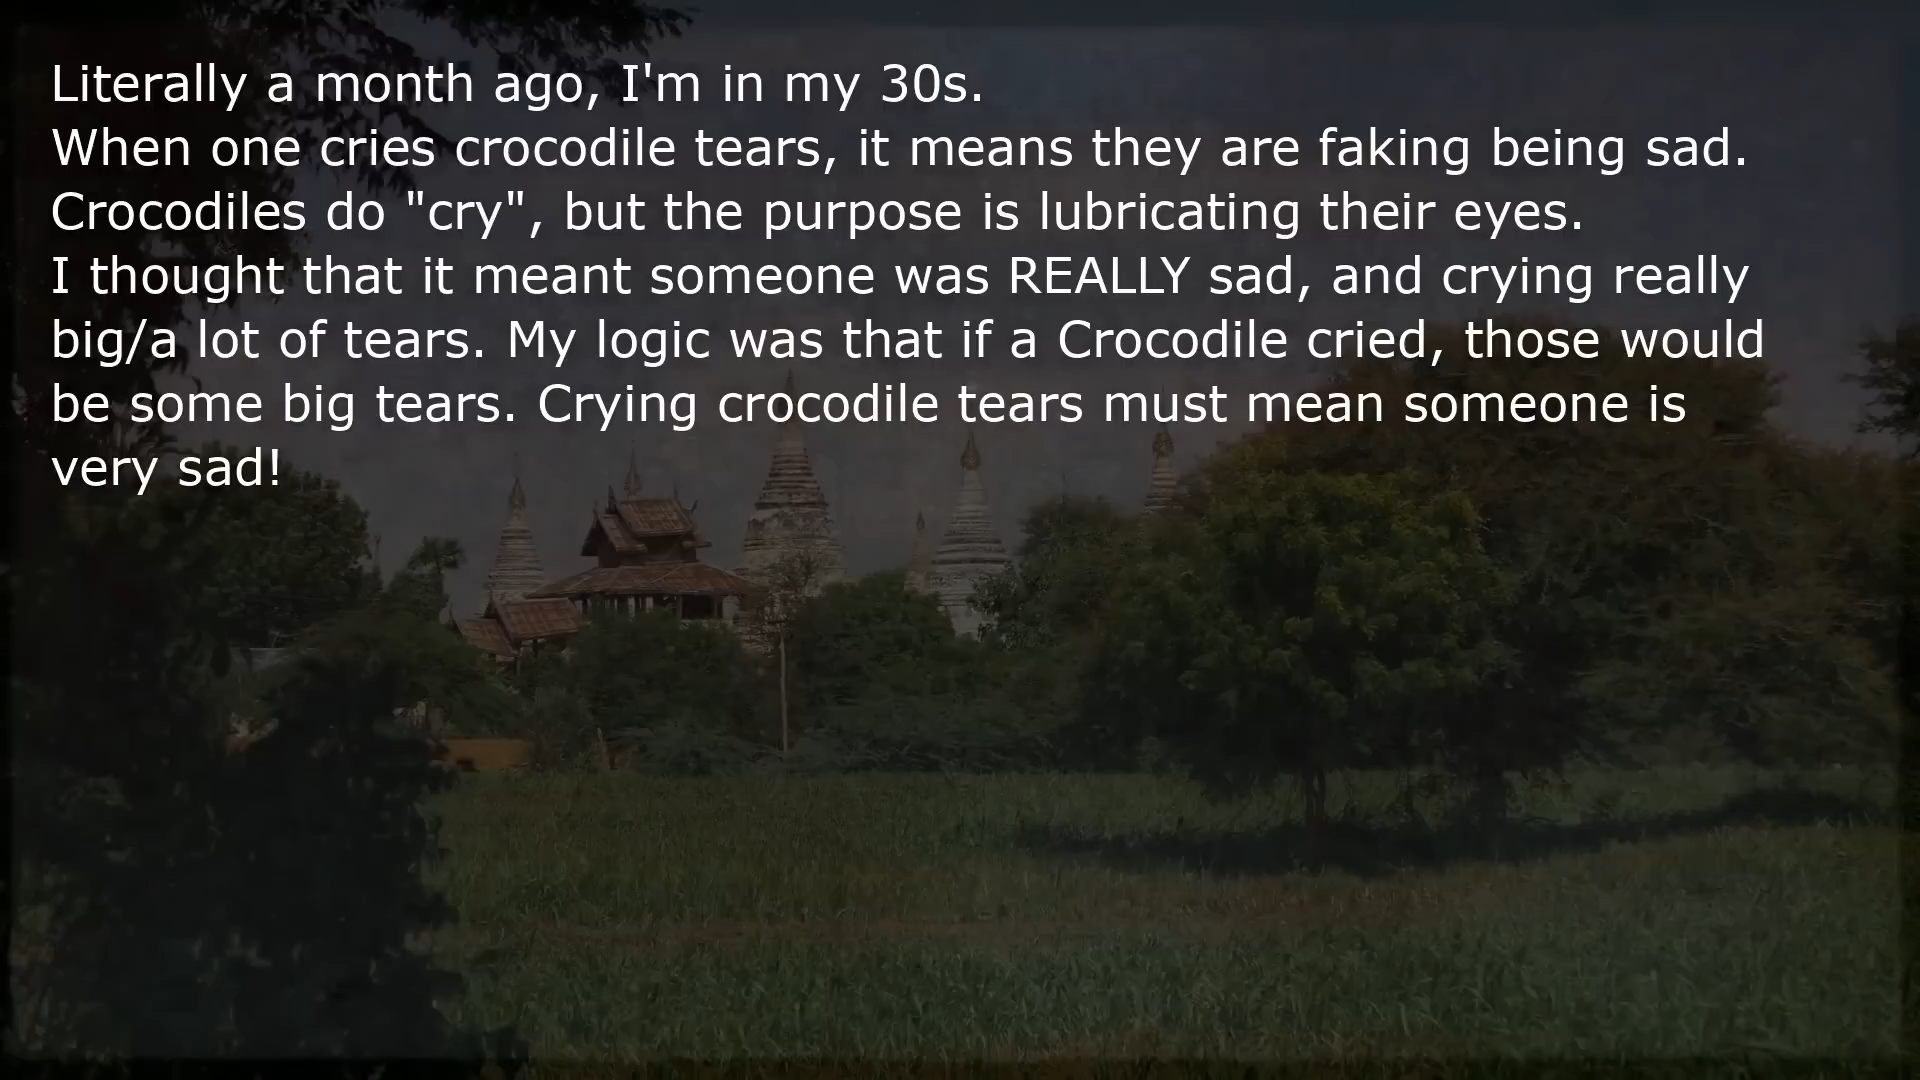 Literally a month ago, I'm in my 30s.
When one cries crocodile tears, it means they are faking being sad.
Crocodiles do "cry", but the purpose is lubricating their eyes.
I thought that it meant someone was REALLY sad, and crying really
big/a lot of tears. My logic was that if a Crocodile cried, those would
be some big tears. Crying crocodile tears must mean someone is
very sad!